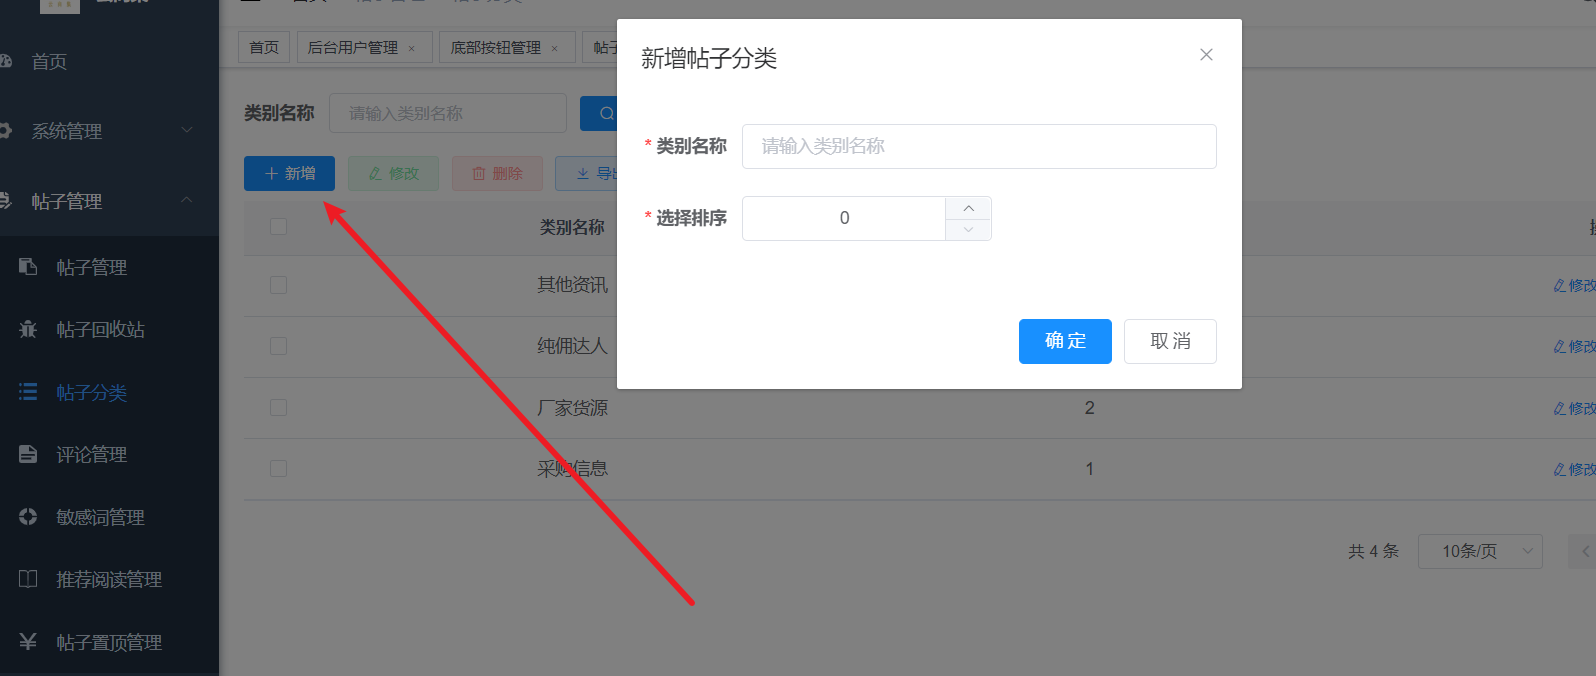 首页
系统管理
帖子管理
帖子管理
帖子回收站
帖子分类
评论管理
敏感词管理
推荐阅读管理
帖子置顶管理
首页
后台用户管理 ×
底部按钮管理 ×
帖子
类别名称
请输入类别名称
新增
修改
删除
类别名称
其他资讯
修改
纯佣达人
修改
厂家货源
2
修改
采购信息
1
修改
共 4 条
10条/页
新增帖子分类
* 类别名称
请输入类别名称
* 选择排序
0
确 定
取 消